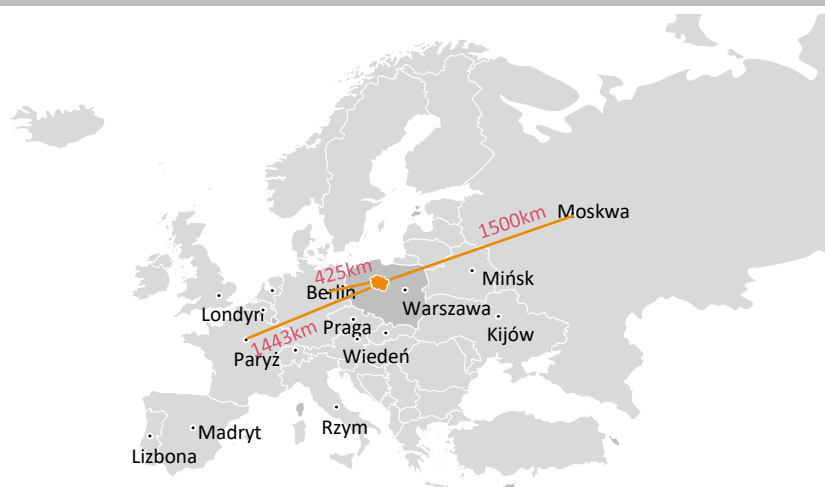 Moskwa
1500km
425km
Mińsk
Berlin
Warszawa
Londyn
Praga
Kijów
1443km
Paryż
Wiedeń
Rzym
Madryt
Lizbona